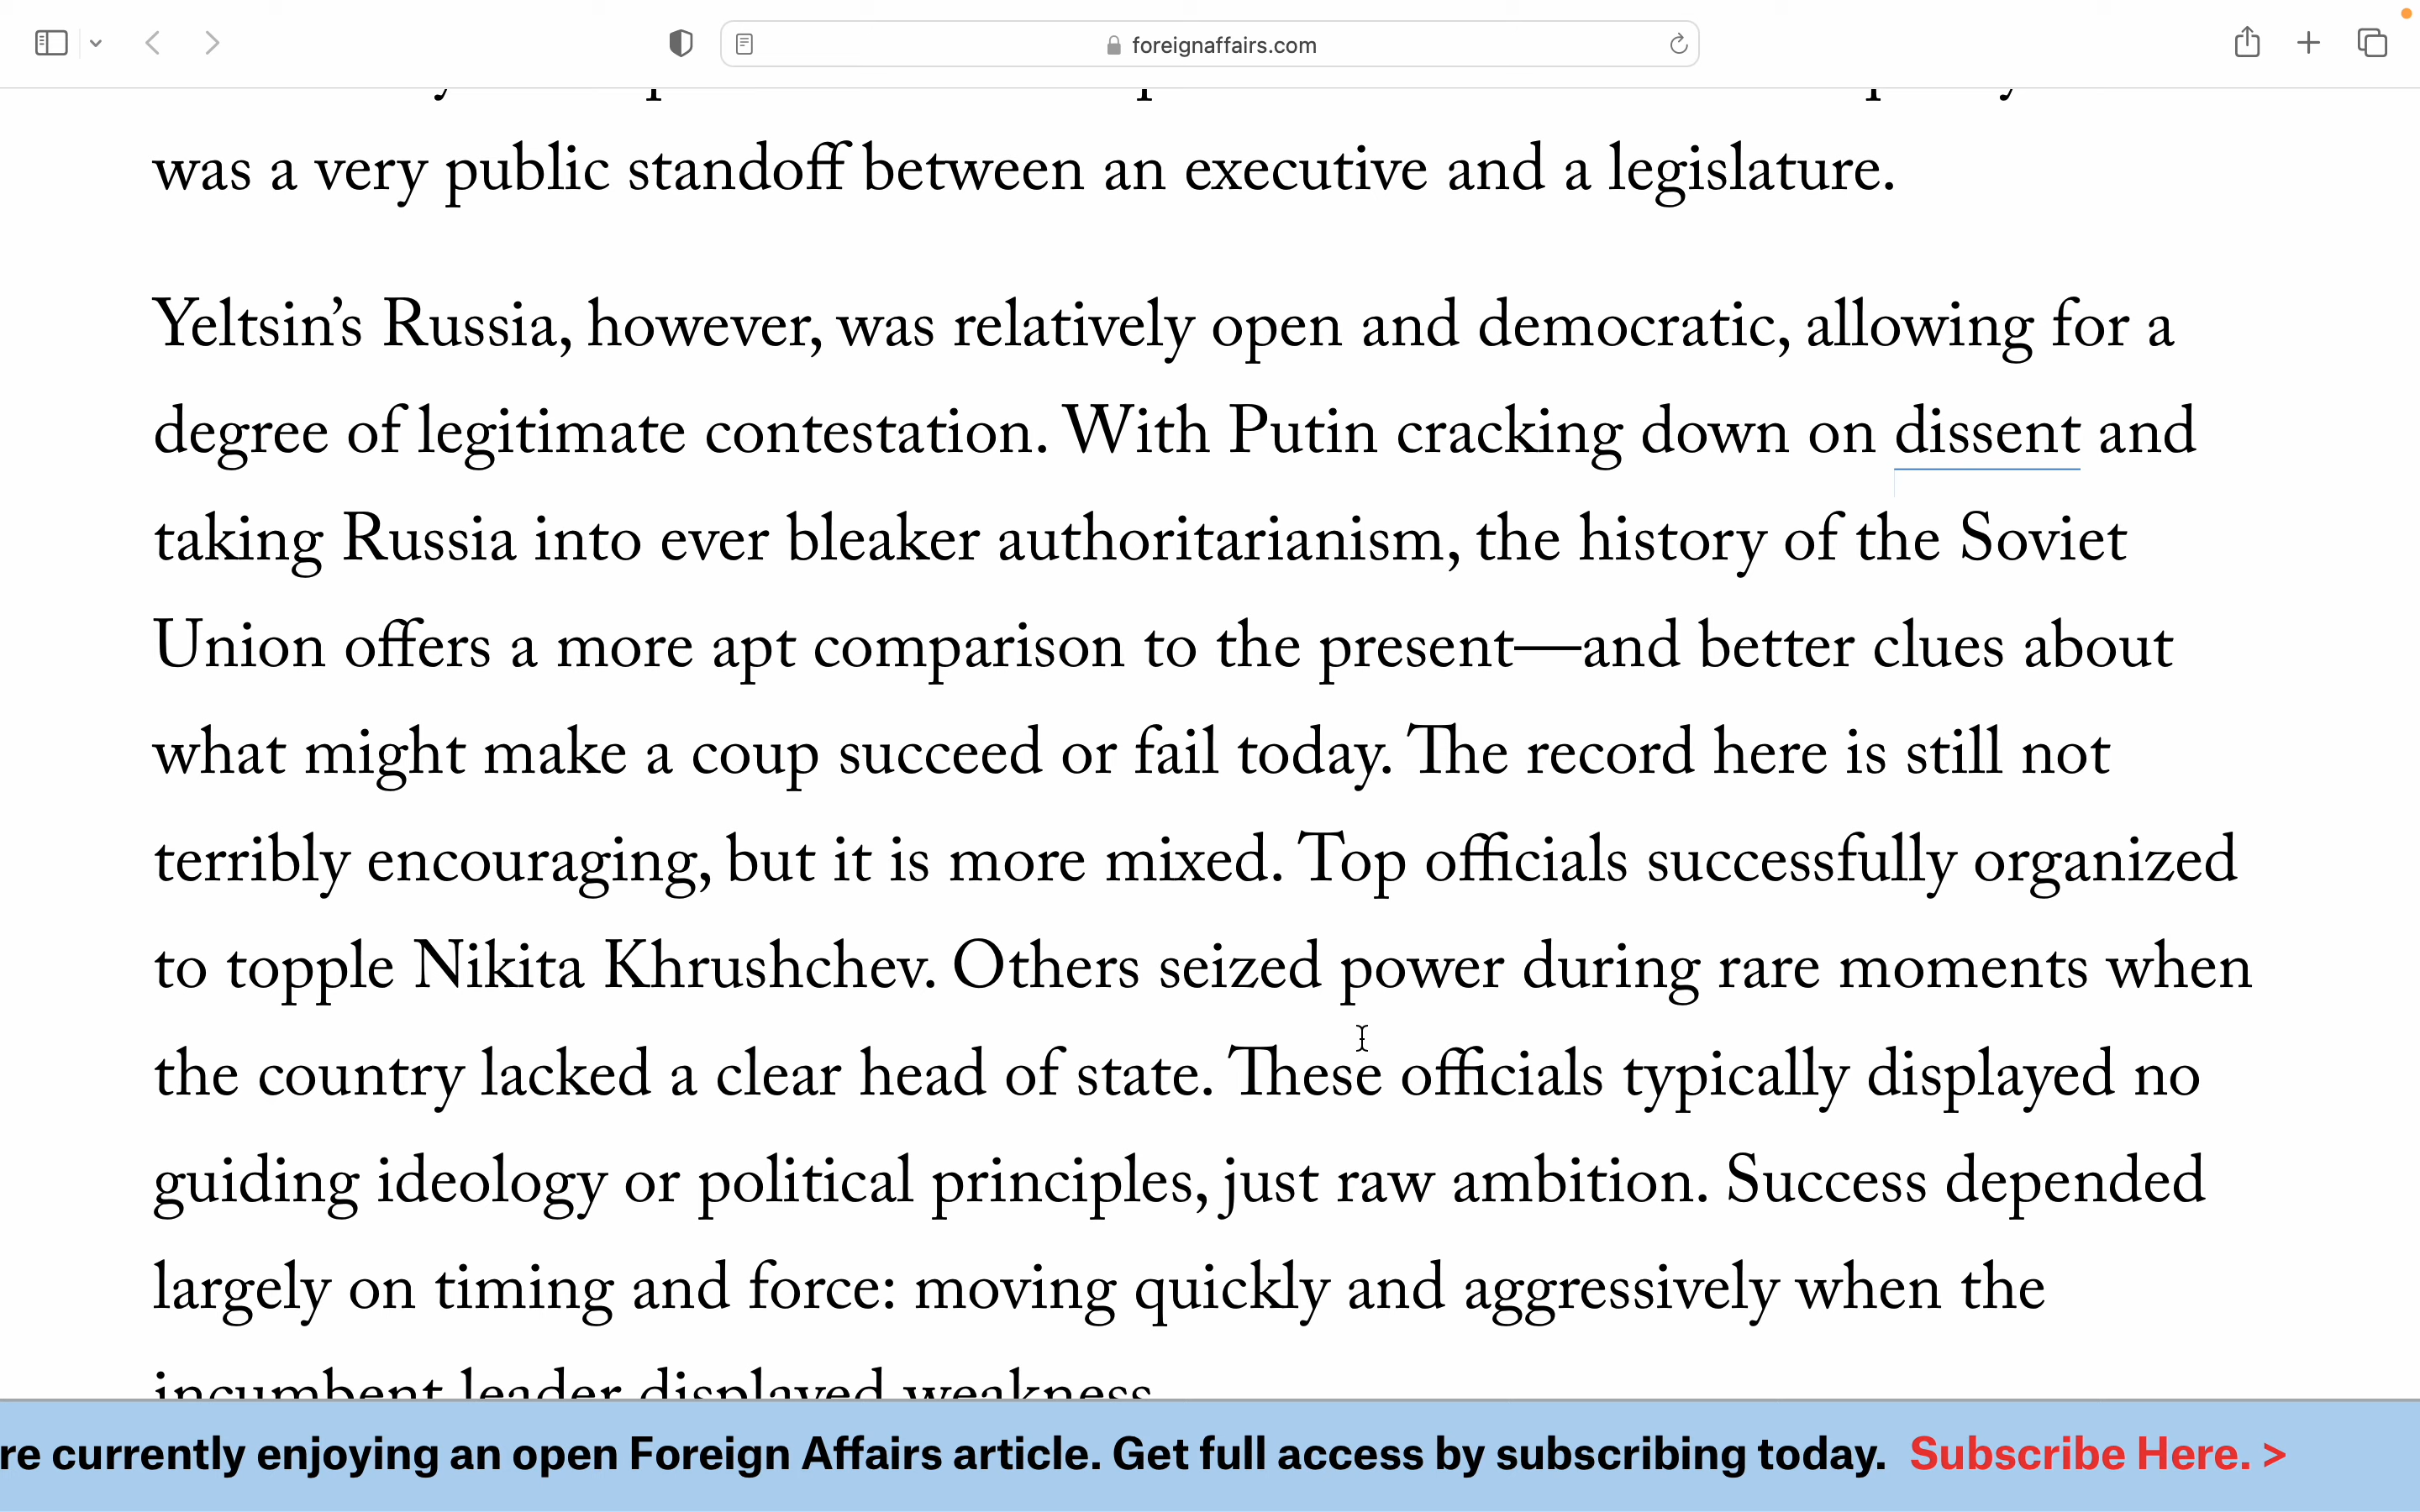 foreignaffairs.com
was a very public standoff between an executive and a legislature.
Yeltsin’s Russia, however, was relatively open and democratic, allowing for a
degree of legitimate contestation. With Putin cracking down on dissent and
taking Russia into ever bleaker authoritarianism, the history of the Soviet
Union offers a more apt comparison to the present—and better clues about
what might make a coup succeed or fail today. The record here is still not
terribly encouraging, but it is more mixed. Top officials successfully organized
to topple Nikita Khrushchev. Others seized power during rare moments when
the country lacked a clear head of state. These officials typically displayed no
guiding ideology or political principles, just raw ambition. Success depended
largely on timing and force: moving quickly and aggressively when the
incumbent leader displayed weakness.
re currently enjoying an open Foreign Affairs article. Get full access by subscribing today. Subscribe Here. >